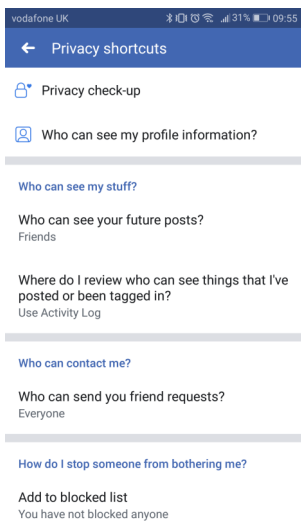 vodafone UK 31% 09:55
Privacy shortcuts
Privacy check-up
Who can see my profile information?
Who can see my stuff?
Who can see your future posts?
Friends
Where do I review who can see things that I've
posted or been tagged in?
Use Activity Log
Who can contact me?
Who can send you friend requests?
Everyone
How do I stop someone from bothering me?
Add to blocked list
You have not blocked anyone